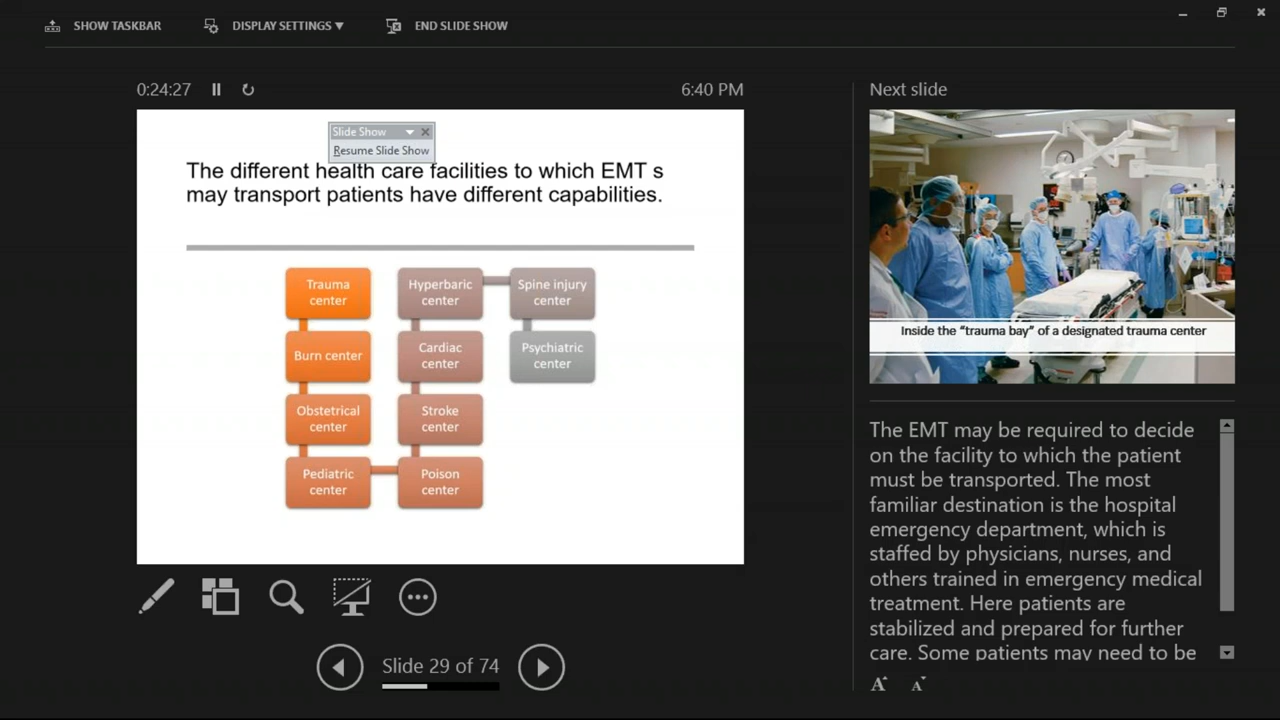 SHOW TASKBAR
DISPLAY SETTINGS ▼
END SLIDE SHOW
0:24:27
6:40 PM
Slide Show
Resume Slide Show
The different health care facilities to which EMT s
may transport patients have different capabilities.
Trauma
center
Burn center
Obstetrical
center
Pediatric
center
Poison
center
Stroke
center
Cardiac
center
Hyperbaric
center
Spine injury
center
Psychiatric
center
Slide 29 of 74
Next slide
Inside the “trauma bay” of a designated trauma center
The EMT may be required to decide
on the facility to which the patient
must be transported. The most
familiar destination is the hospital
emergency department, which is
staffed by physicians, nurses, and
others trained in emergency medical
treatment. Here patients are
stabilized and prepared for further
care. Some patients may need to be
A
A